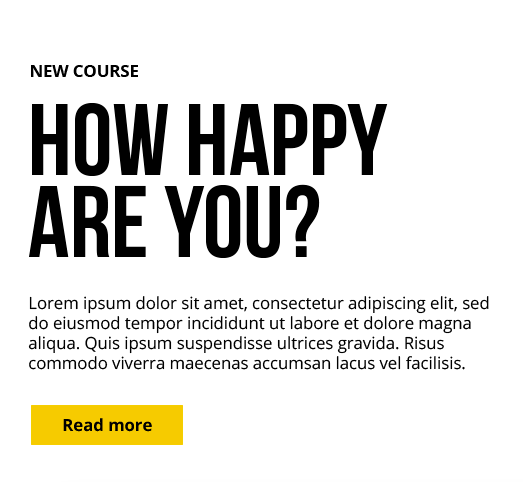 NEW COURSE
HOW HAPPY
ARE YOU?
Lorem ipsum dolor sit amet, consectetur adipiscing elit, sed
do eiusmod tempor incididunt ut labore et dolore magna
aliqua. Quis ipsum suspendisse ultrices gravida. Risus
commodo viverra maecenas accumsan lacus vel facilisis.
Read more